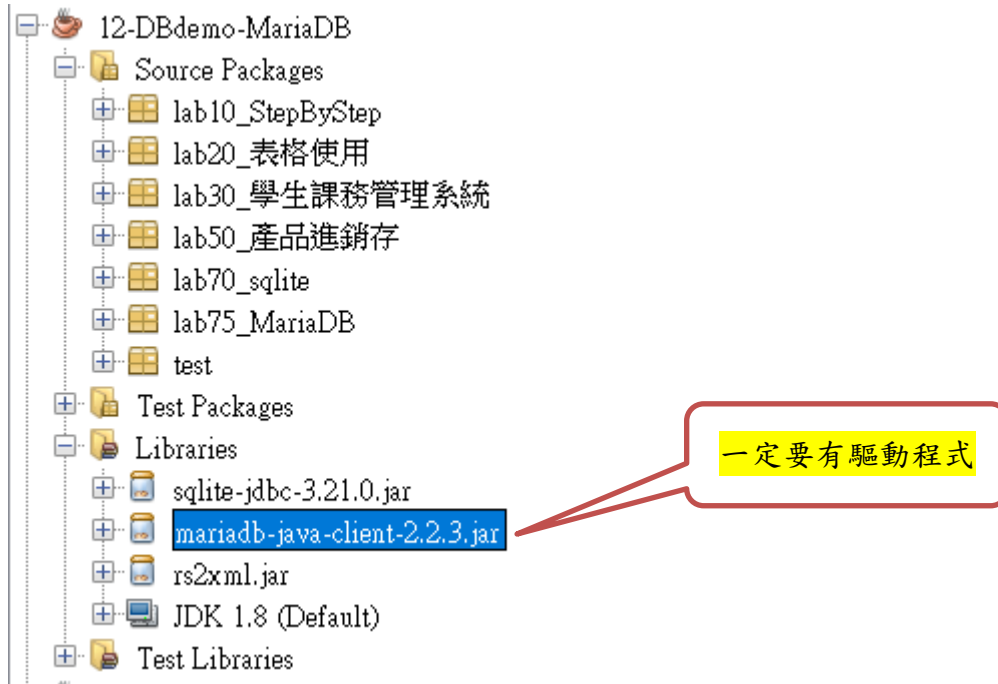 12-DBdemo-MariaDB
Source Packages
lab10_StepByStep
lab20_表格使用
lab30_學生課務管理系統
lab50_產品進銷存
lab70_sqlite
lab75_MariaDB
test
Test Packages
Libraries
一定要有驅動程式
sqlite-jdbc-3.21.0.jar
mariadb-java-client-2.2.3.jar
rs2xml.jar
JDK 1.8 (Default)
Test Libraries